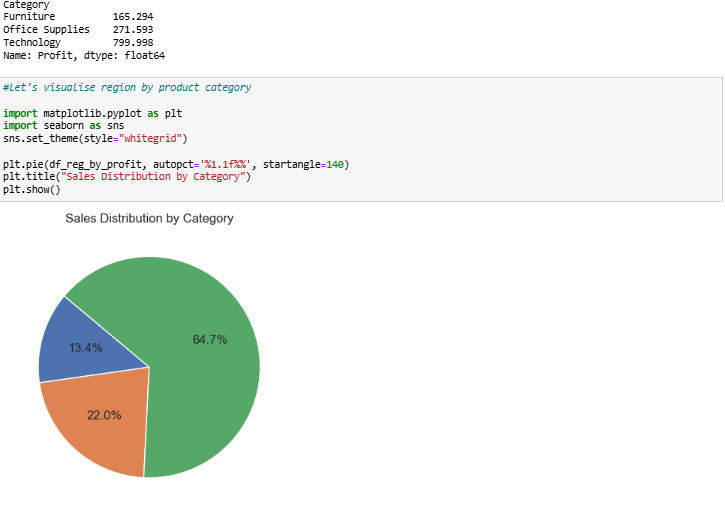 Category
Furniture 165.294
Office Supplies 271.593
Technology 799.998
Name: Profit, dtype: float64
#Let's visualise region by product category
import matplotlib.pyplot as plt
import seaborn as sns
sns.set_theme(style="whitegrid")
plt.pie(df_reg_by_profit, autopct='%1.1f%%', startangle=140)
plt.title("Sales Distribution by Category")
plt.show()
Sales Distribution by Category
64.7%
13.4%
22.0%